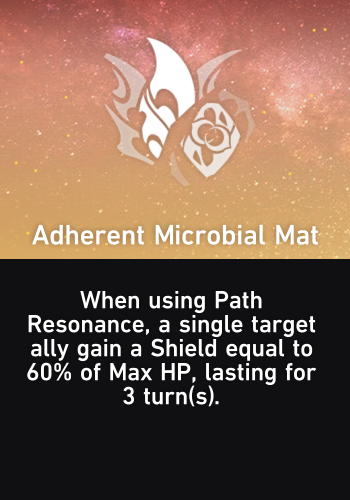 Adherent Microbial Mat
When using Path
Resonance, a single target
ally gain a Shield equal to
60% of Max HP, lasting for
3 turn(s).